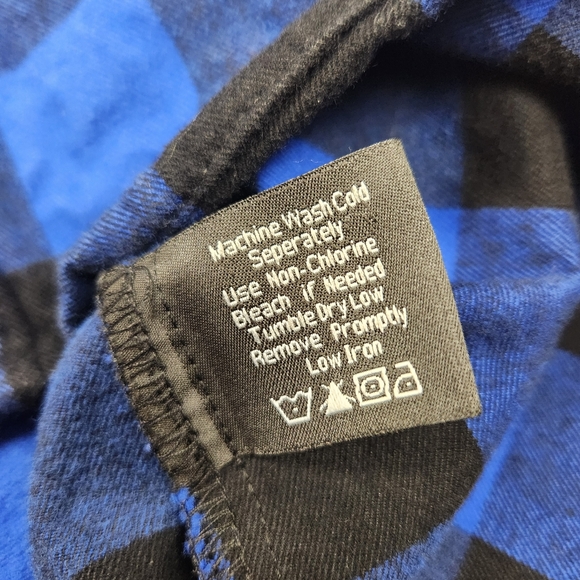 Machine Wash Cold
Seperately
Use Non-Chlorine
Bleach if Needed
Tumble Dry Low
Remove Promptly
Low Iron